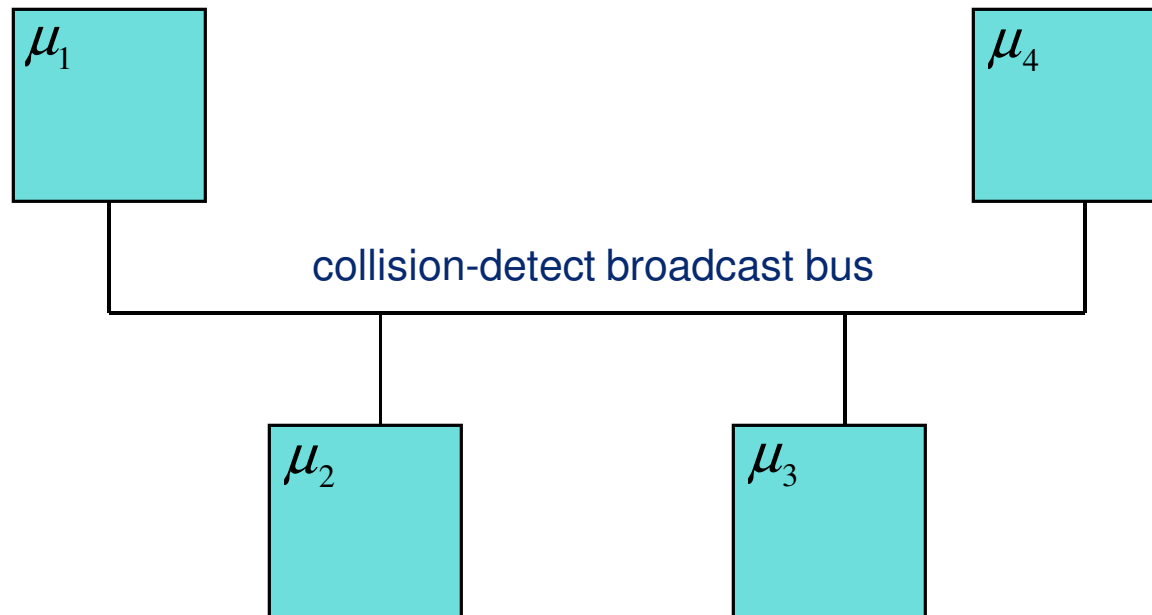 μ₁
μ₄
collision-detect broadcast bus
μ₂
μ₃